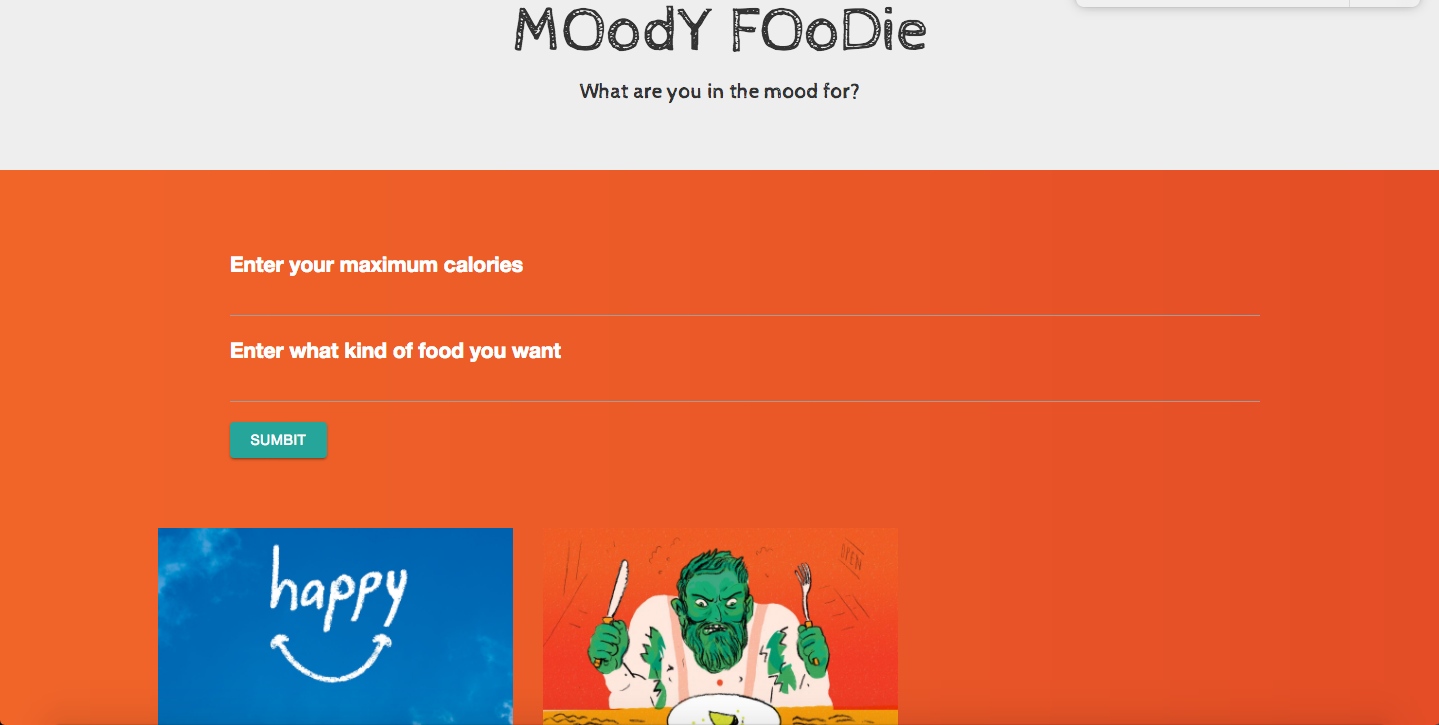 MOodY FOoDie
What are you in the mood for?
Enter your maximum calories
Enter what kind of food you want
SUMBIT
happy
OPEN